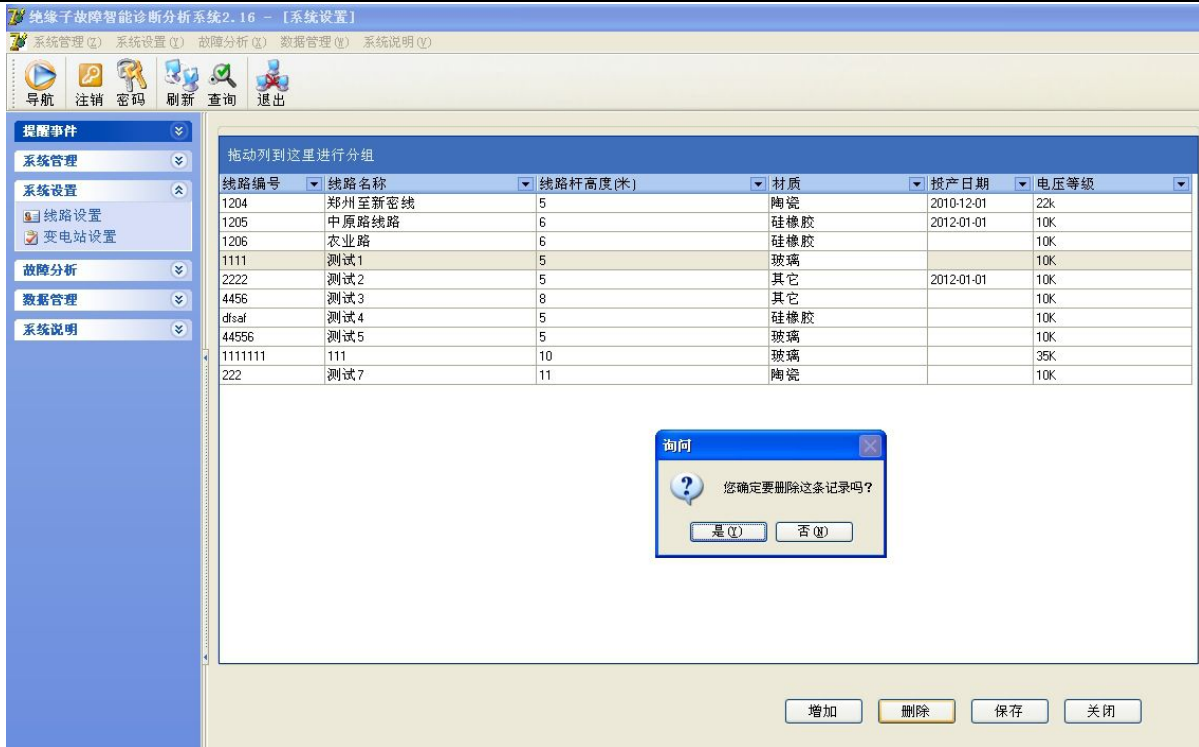 绝缘子故障智能诊断分析系统2.16 - [系统设置]
系统管理(Z) 系统设置(Y) 故障分析(X) 数据管理(W) 系统说明(V)
导航 注销 密码 刷新 查询 退出
提醒事件
系统管理
系统设置
线路设置
变电站设置
故障分析
数据管理
系统说明
拖动列到这里进行分组
线路编号 线路名称 线路杆高度(米) 材质 投产日期 电压等级
1204 郑州至新密线 5 陶瓷 2010-12-01 22k
1205 中原路线路 6 硅橡胶 2012-01-01 10K
1206 农业路 6 硅橡胶 10K
1111 测试1 5 玻璃 10K
2222 测试2 5 其它 2012-01-01 10K
4456 测试3 8 其它 10K
dfsaf 测试4 5 硅橡胶 10K
44556 测试5 5 玻璃 10K
1111111 111 10 玻璃 35K
222 测试7 11 陶瓷 10K
询问
您确定要删除这条记录吗?
是(Y) 否(N)
增加 删除 保存 关闭